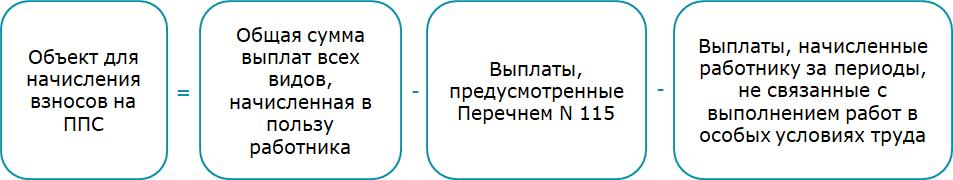 Объект для
начисления
взносов на
ППС
=
Общая сумма
выплат всех
видов,
начисленная в
пользу
работника
-
Выплаты,
предусмотренные
Перечнем N 115
-
Выплаты, начисленные
работнику за периоды,
не связанные с
выполнением работ в
особых условиях труда